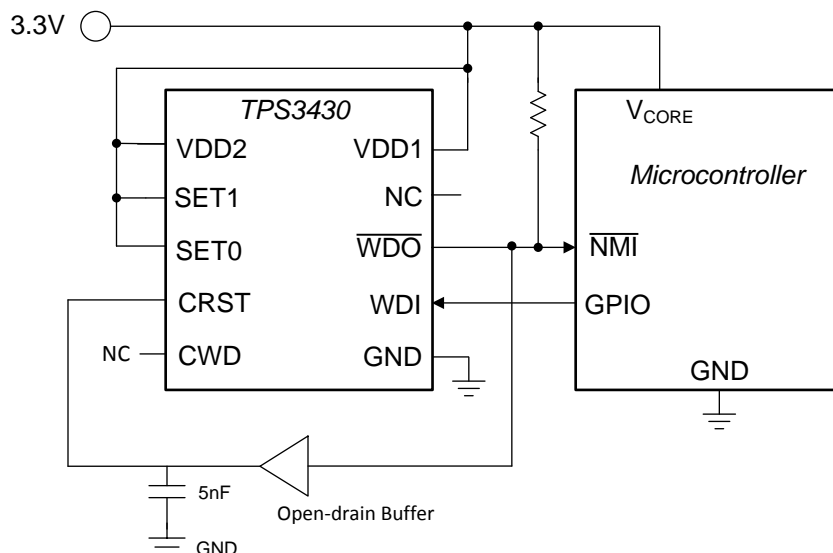 3.3V
TPS3430
VDD2
VDD1
SET1
NC
SET0
WDO
CRST
WDI
NC
CWD
GND
VCORE
Microcontroller
NMI
GPIO
GND
5nF
Open-drain Buffer
GND